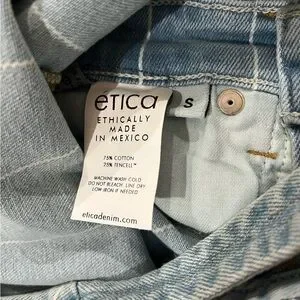 ética
S
ETHICALLY
MADE
IN MEXICO
75% COTTON
25% TENCEL™
MACHINE WASH COLD
DO NOT BLEACH. LINE DRY
LOW IRON IF NEEDED
eticadenim.com